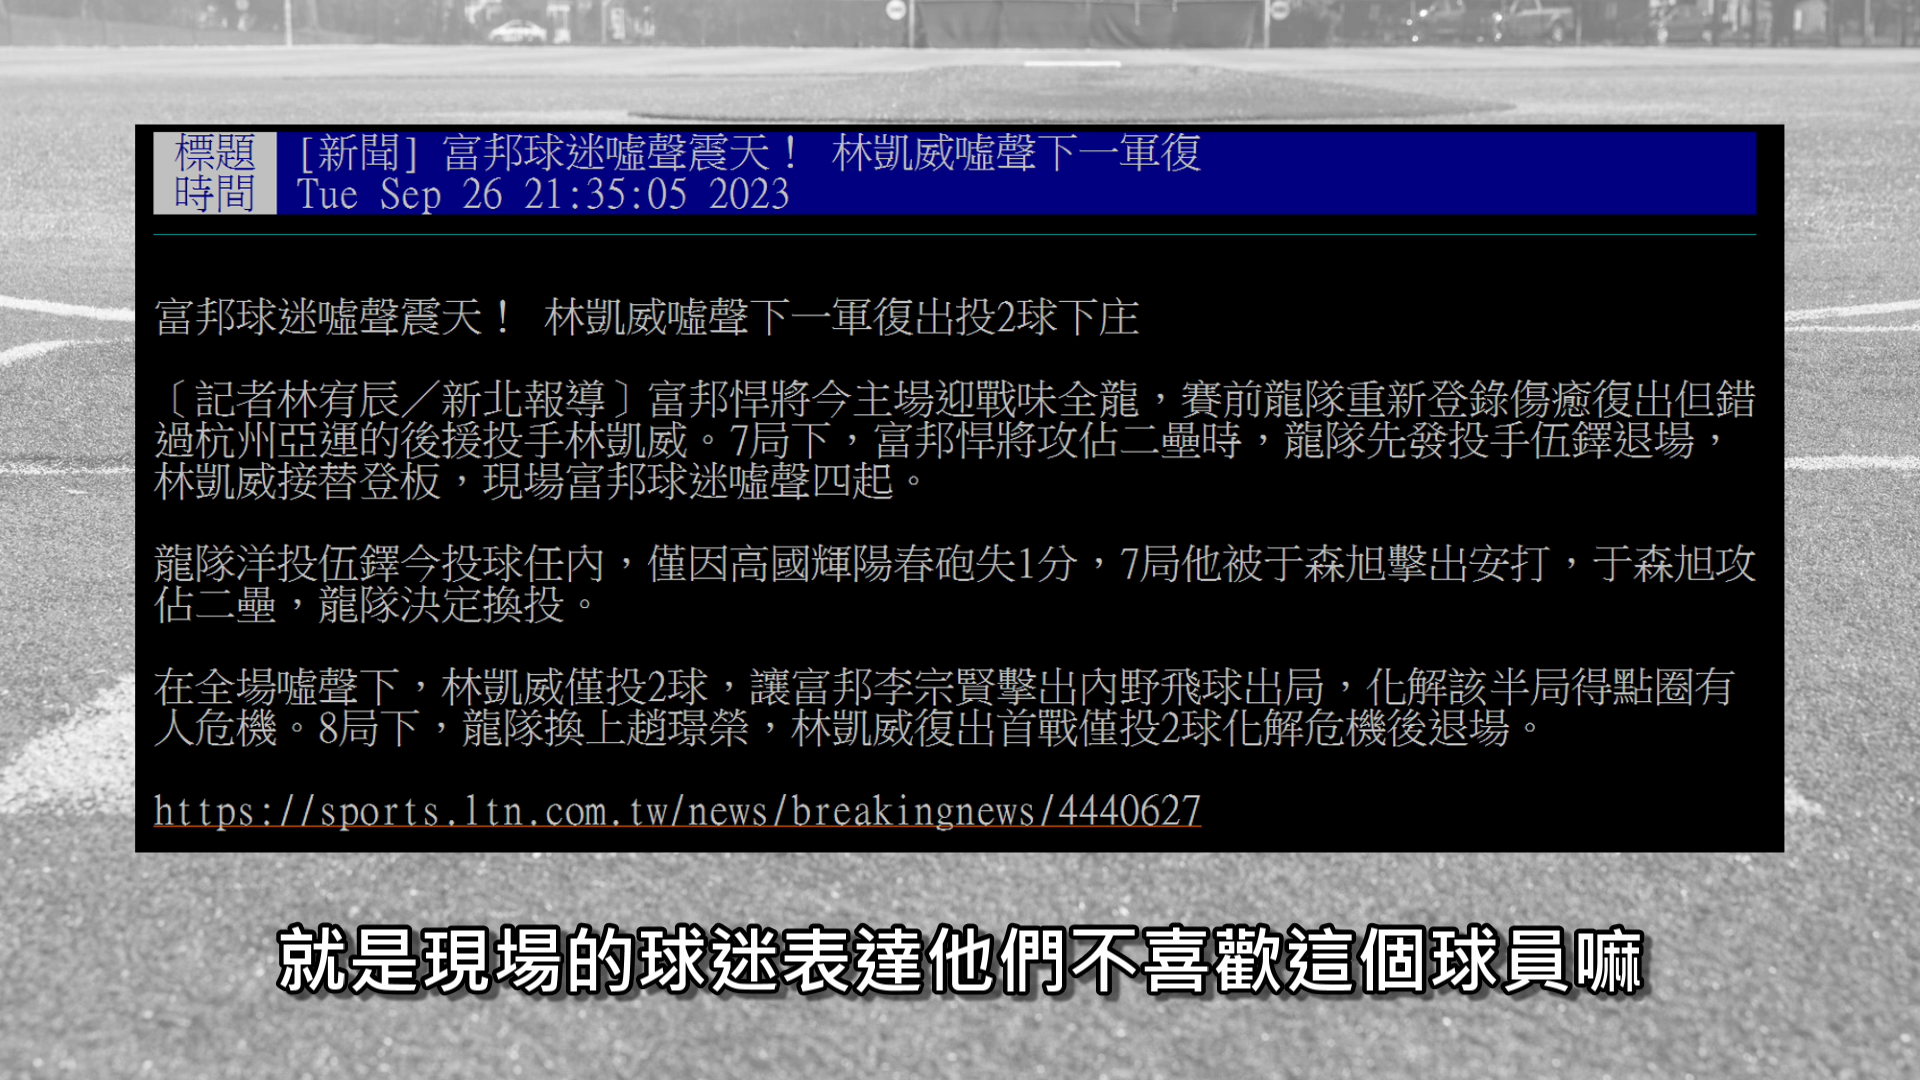 標題 [新聞] 富邦球迷噓聲震天！ 林凱威噓聲下一軍復
時間 Tue Sep 26 21:35:05 2023
富邦球迷噓聲震天！ 林凱威噓聲下一軍復出投2球下庄
〔記者林宥辰／新北報導〕富邦悍將今主場迎戰味全龍，賽前龍隊重新登錄傷癒復出但錯
過杭州亞運的後援投手林凱威。7局下，富邦悍將攻佔二壘時，龍隊先發投手伍鐸退場，
林凱威接替登板，現場富邦球迷噓聲四起。
龍隊洋投伍鐸今投球任內，僅因高國輝陽春砲失1分，7局他被于森旭擊出安打，于森旭攻
佔二壘，龍隊決定換投。
在全場噓聲下，林凱威僅投2球，讓富邦李宗賢擊出內野飛球出局，化解該半局得點圈有
人危機。8局下，龍隊換上趙璟榮，林凱威復出首戰僅投2球化解危機後退場。
https://sports.ltn.com.tw/news/breakingnews/4440627
就是現場的球迷表達他們不喜歡這個球員嘛